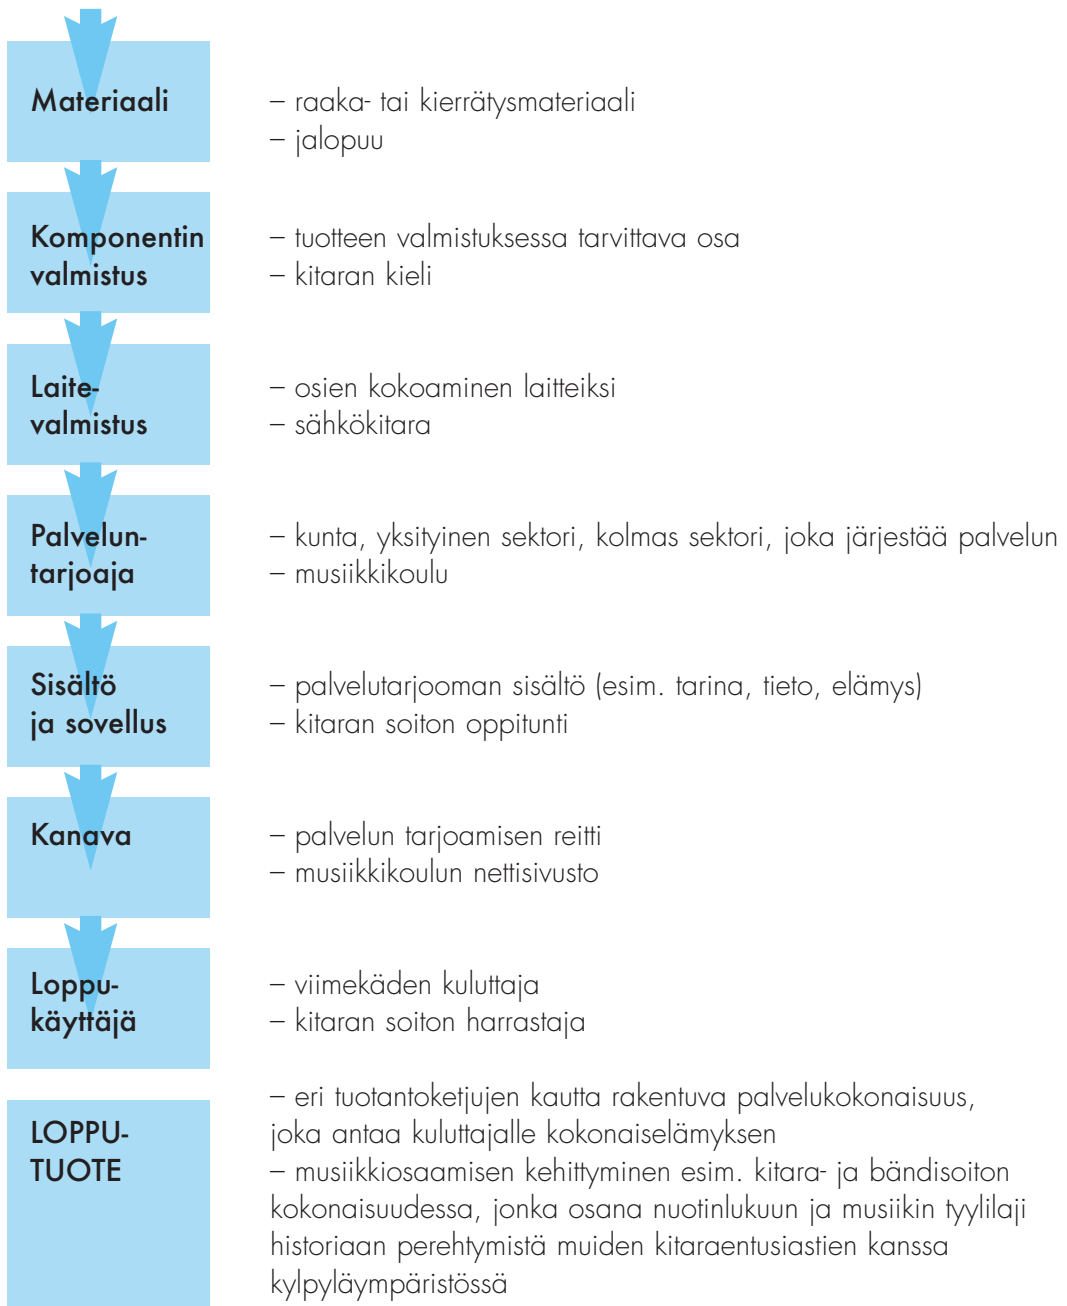 Materiaali
– raaka- tai kierrätysmateriaali
– jalopuu
Komponentin
valmistus
– tuotteen valmistuksessa tarvittava osa
– kitaran kieli
Laite-
valmistus
– osien kokoaminen laitteiksi
– sähkökitara
Palvelun-
tarjoaja
– kunta, yksityinen sektori, kolmas sektori, joka järjestää palvelun
– musiikkikoulu
Sisältö
ja sovellus
– palvelutarjooman sisältö (esim. tarina, tieto, elämys)
– kitaran soiton oppitunti
Kanava
– palvelun tarjoamisen reitti
– musiikkikoulun nettisivusto
Loppu-
käyttäjä
– viimekäden kuluttaja
– kitaran soiton harrastaja
LOPPU-
TUOTE
– eri tuotantoketjujen kautta rakentuva palvelukokonaisuus,
joka antaa kuluttajalle kokonaiselämyksen
– musiikkiosaamisen kehittyminen esim. kitara- ja bändisoiton
kokonaisuudessa, jonka osana nuotinlukuun ja musiikin tyylilaji
historiaan perehtymistä muiden kitaraentusiastien kanssa
kylpyläympäristössä